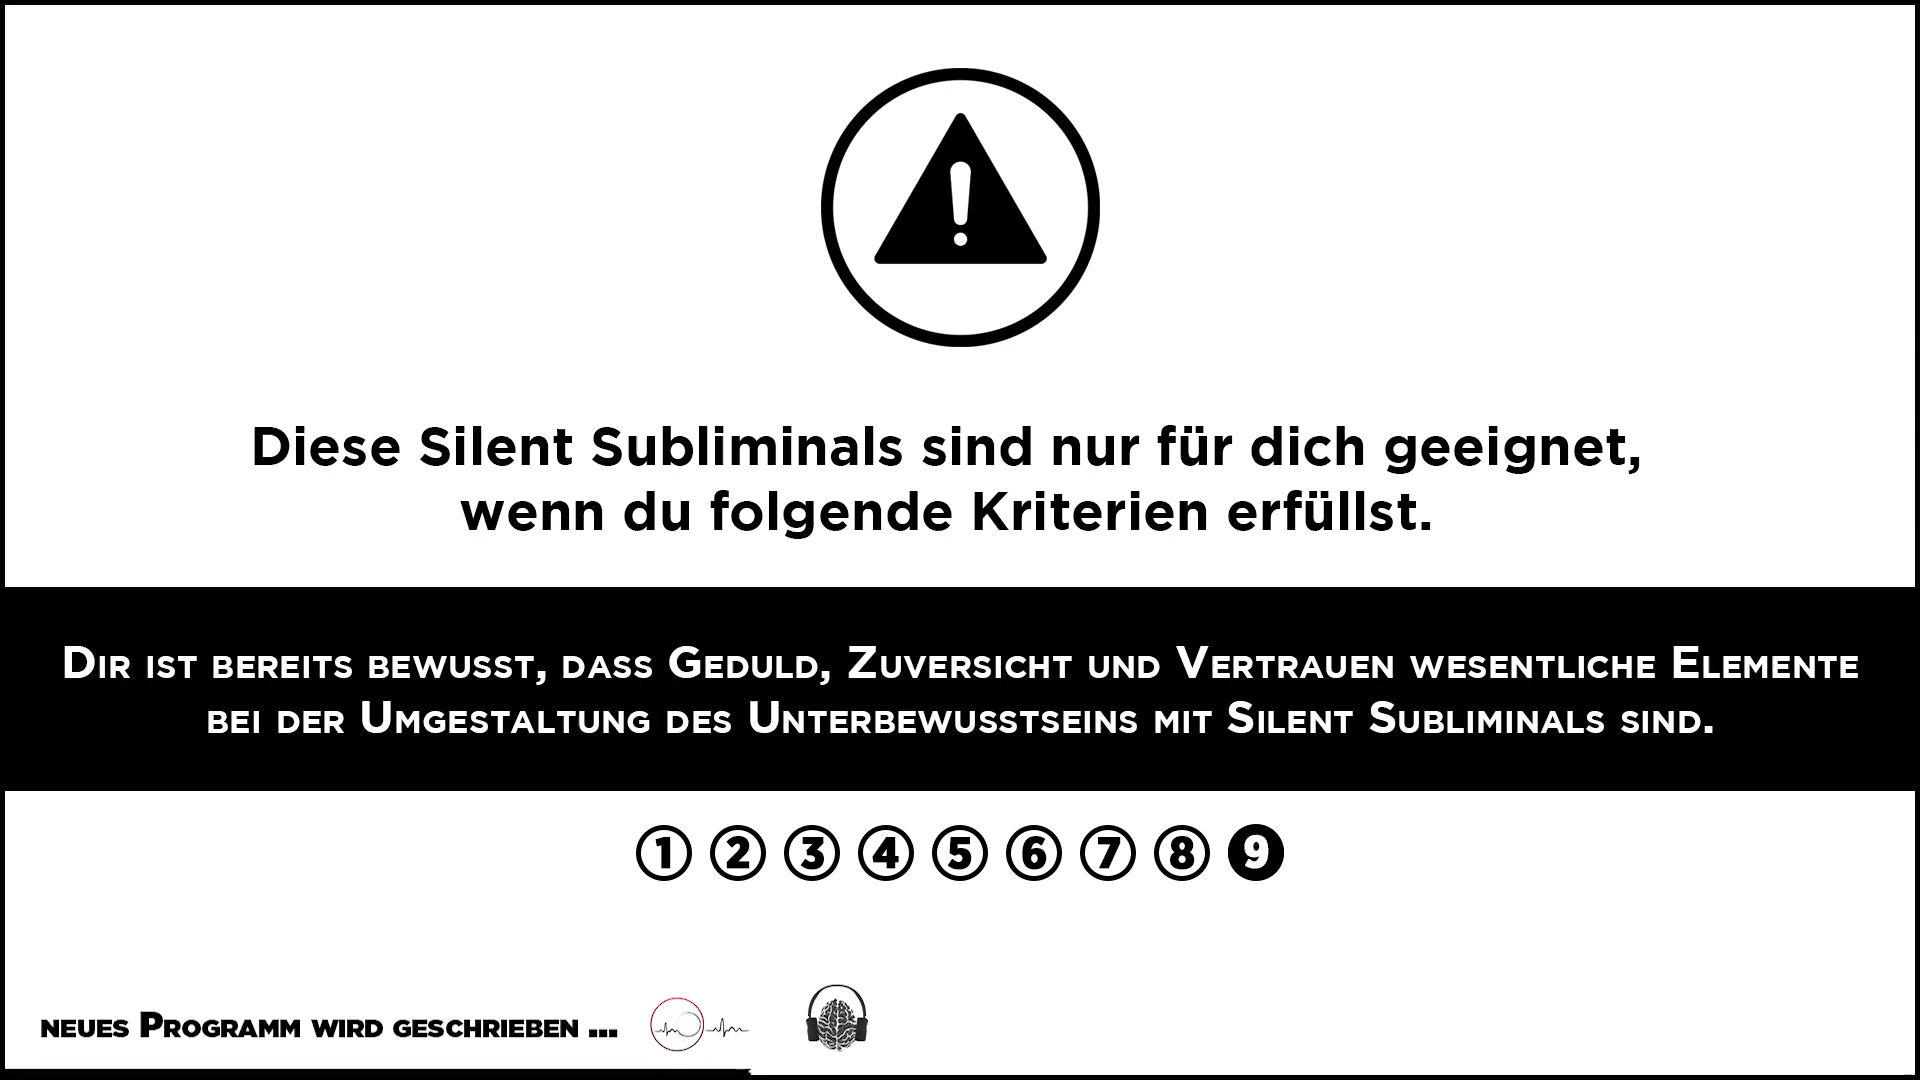 Diese Silent Subliminals sind nur für dich geeignet,
wenn du folgende Kriterien erfüllst.
Dir ist bereits bewusst, dass Geduld, Zuversicht und Vertrauen wesentliche Elemente
bei der Umgestaltung des Unterbewusstseins mit Silent Subliminals sind.
1 2 3 4 5 6 7 8 9
neues Programm wird geschrieben ...